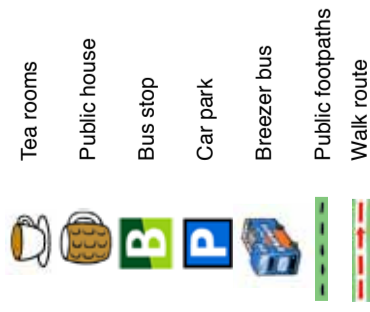 Tea rooms
Public house
B Bus stop
P Car park
Breezer bus
Public footpaths
Walk route